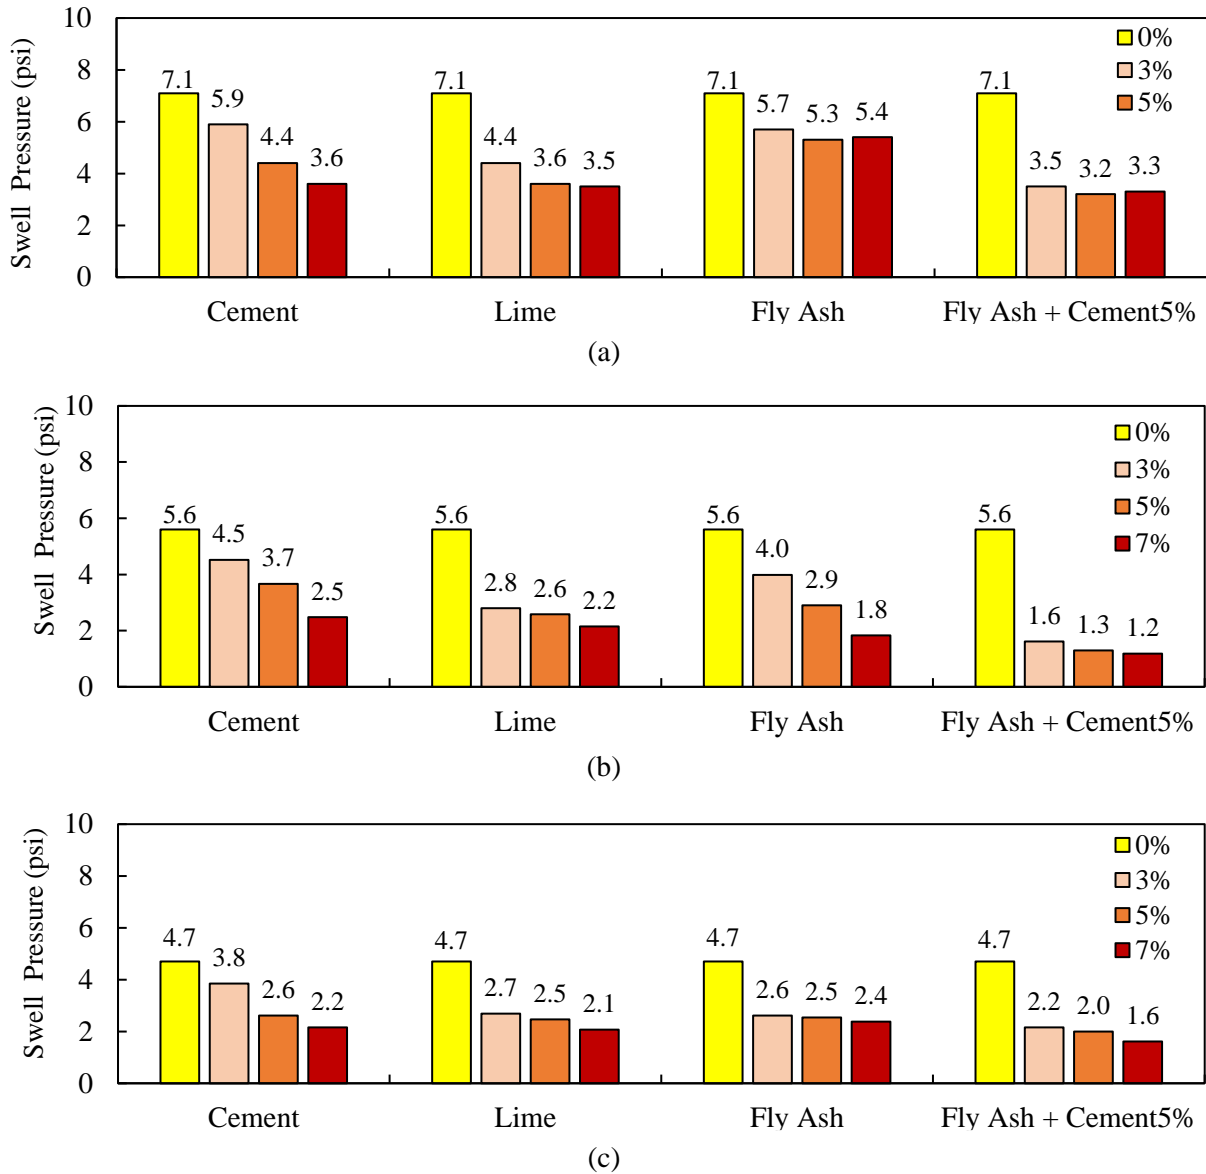 10
8
6
4
2
0
Swell Pressure (psi)
0%
3%
5%
7.1 5.9 4.4 3.6
7.1 4.4 3.6 3.5
7.1 5.7 5.3 5.4
7.1 3.5 3.2 3.3
Cement Lime Fly Ash Fly Ash + Cement5%
(a)
10
8
6
4
2
0
Swell Pressure (psi)
0%
3%
5%
7%
5.6 4.5 3.7 2.5
5.6 2.8 2.6 2.2
5.6 4.0 2.9 1.8
5.6 1.6 1.3 1.2
Cement Lime Fly Ash Fly Ash + Cement5%
(b)
10
8
6
4
2
0
Swell Pressure (psi)
0%
3%
5%
7%
4.7 3.8 2.6 2.2
4.7 2.7 2.5 2.1
4.7 2.6 2.5 2.4
4.7 2.2 2.0 1.6
Cement Lime Fly Ash Fly Ash + Cement5%
(c)